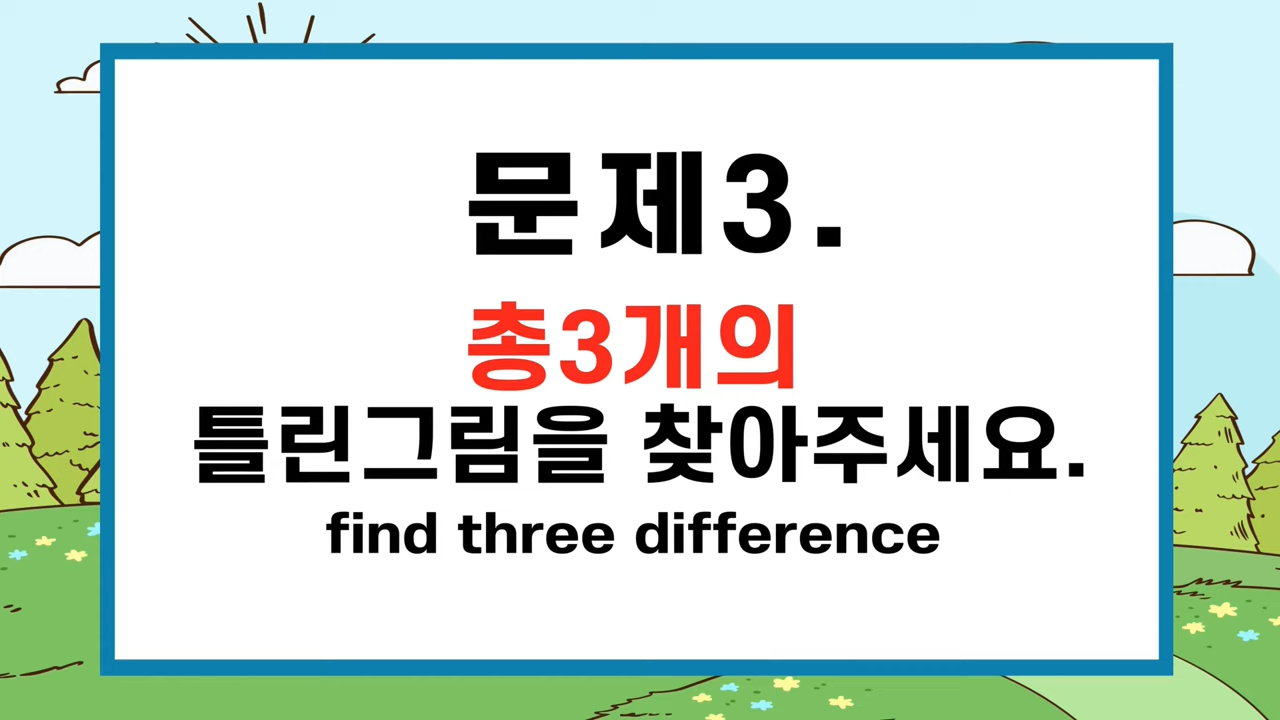 문제3.
총3개의
틀린그림을 찾아주세요.
find three difference